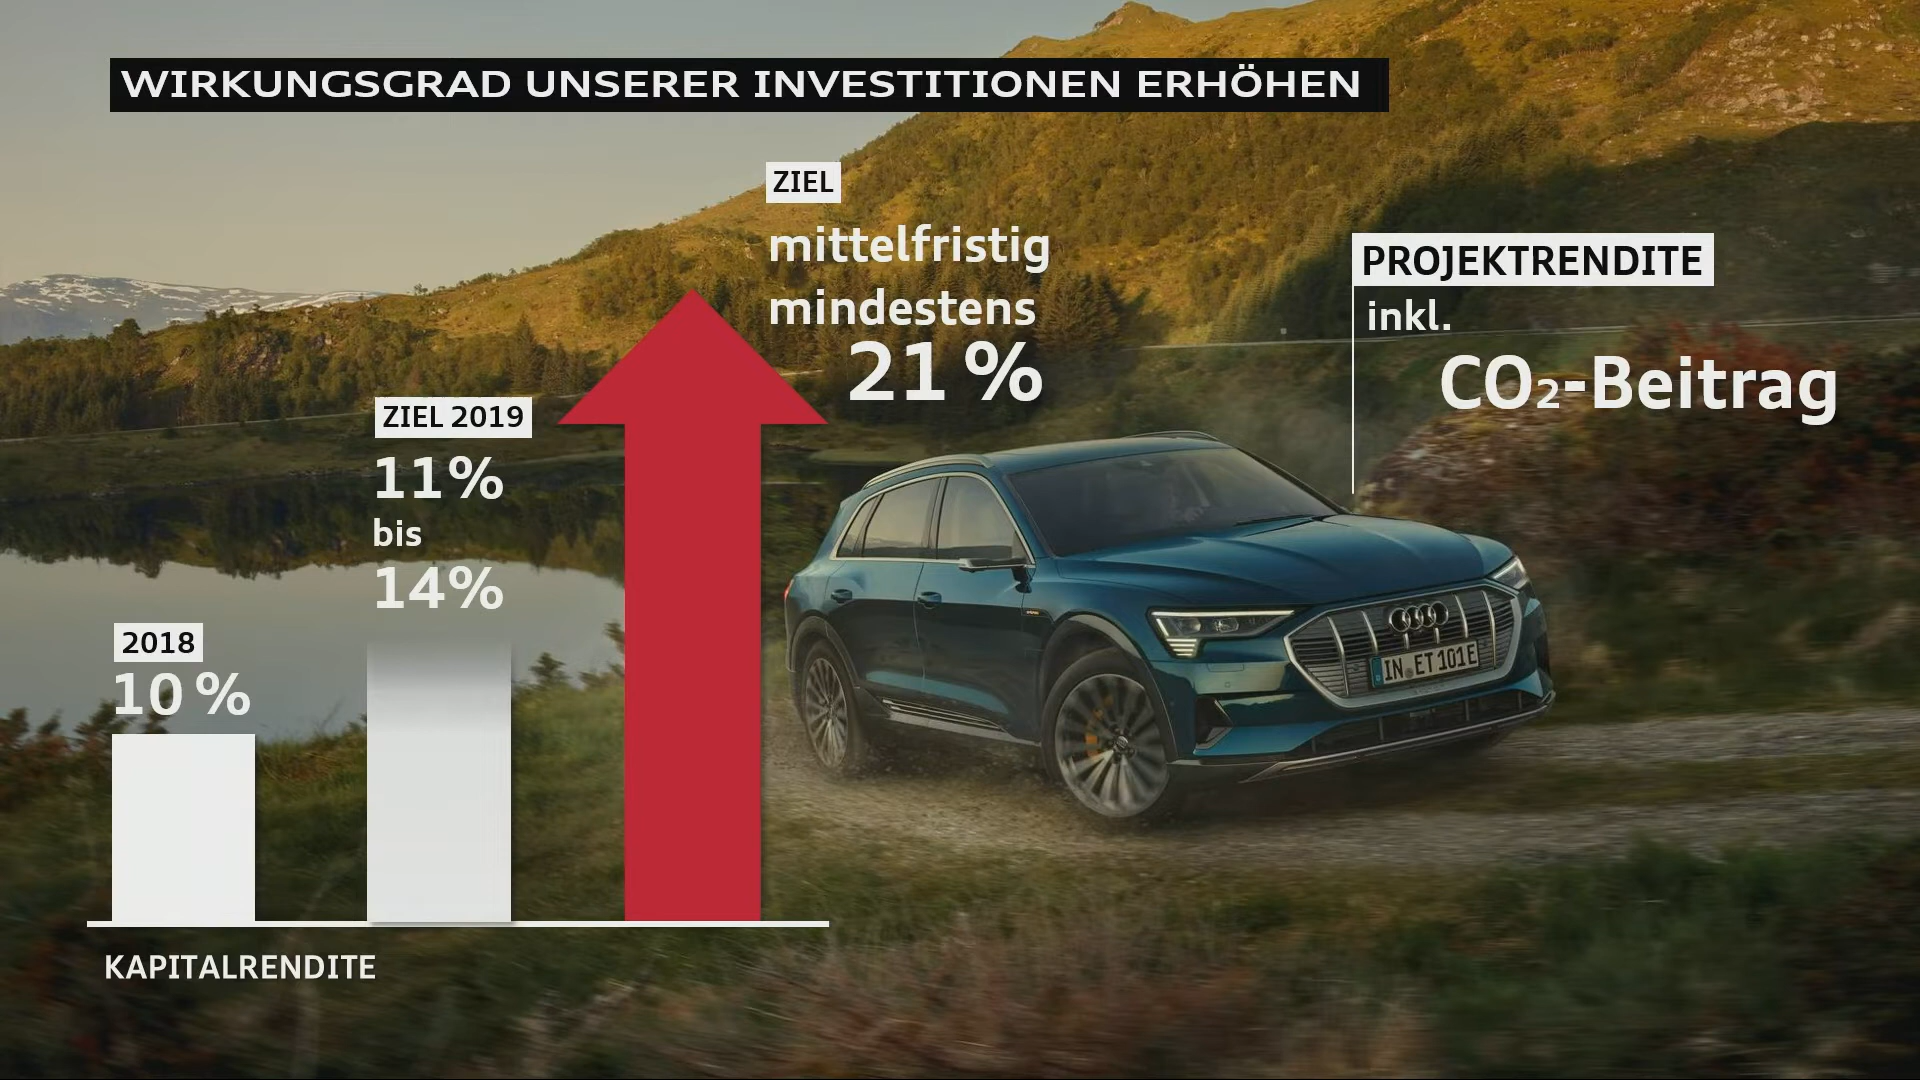 WIRKUNGSGRAD UNSERER INVESTITIONEN ERHÖHEN
ZIEL
mittelfristig
mindestens
21 %
PROJEKTRENDITE
inkl.
CO₂-Beitrag
ZIEL 2019
11%
bis
14%
2018
10 %
IN ET 101E
KAPITALRENDITE